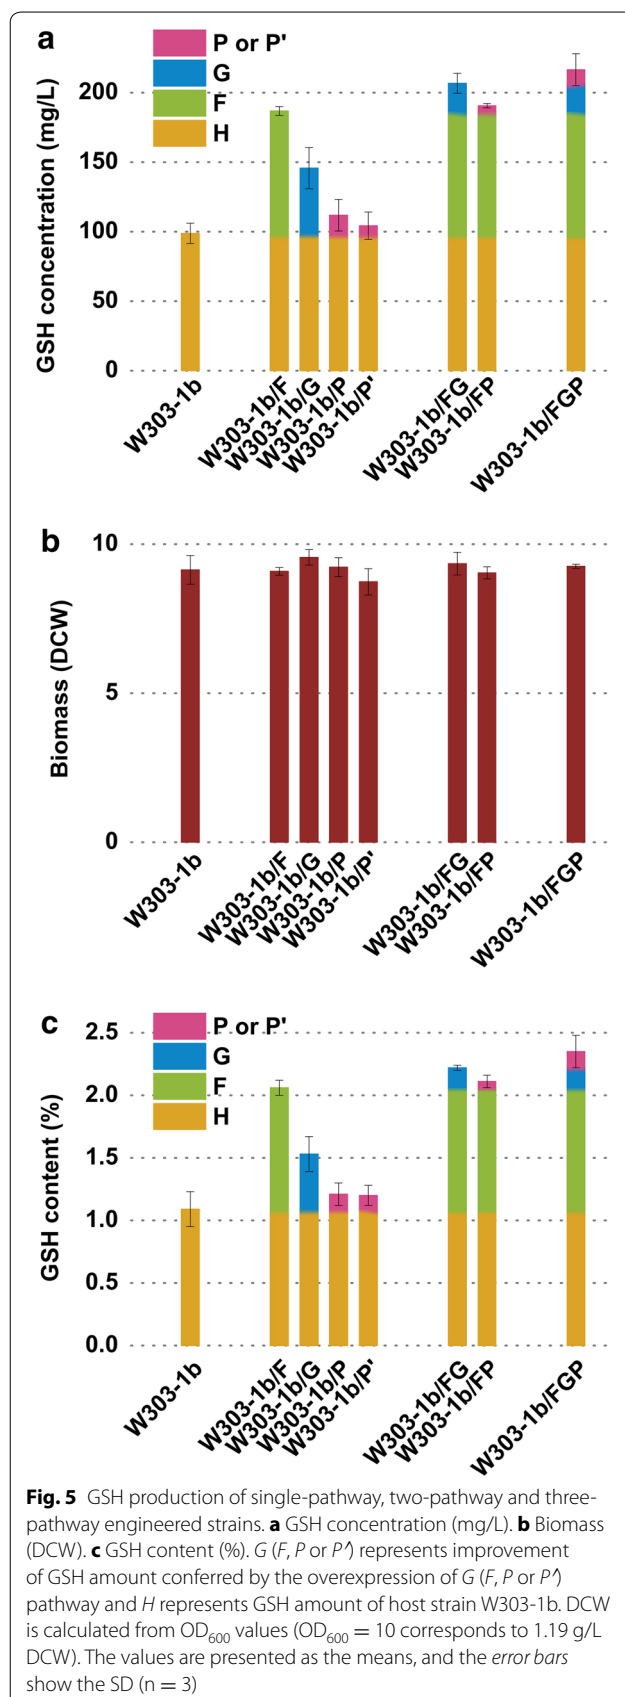 a
P or P'
G
F
H
GSH concentration (mg/L)
200
150
100
50
0
W303-1b
W303-1b/F
W303-1b/G
W303-1b/P
W303-1b/P'
W303-1b/FG
W303-1b/FP
W303-1b/FGP
b
Biomass (DCW)
10
5
0
W303-1b
W303-1b/F
W303-1b/G
W303-1b/P
W303-1b/P'
W303-1b/FG
W303-1b/FP
W303-1b/FGP
c
P or P'
G
F
H
GSH content (%)
2.5
2.0
1.5
1.0
0.5
0.0
W303-1b
W303-1b/F
W303-1b/G
W303-1b/P
W303-1b/P'
W303-1b/FG
W303-1b/FP
W303-1b/FGP
Fig. 5 GSH production of single-pathway, two-pathway and three-
pathway engineered strains. a GSH concentration (mg/L). b Biomass
(DCW). c GSH content (%). G (F, P or P′) represents improvement
of GSH amount conferred by the overexpression of G (F, P or P′)
pathway and H represents GSH amount of host strain W303-1b. DCW
is calculated from OD600 values (OD600 = 10 corresponds to 1.19 g/L
DCW). The values are presented as the means, and the error bars
show the SD (n = 3)